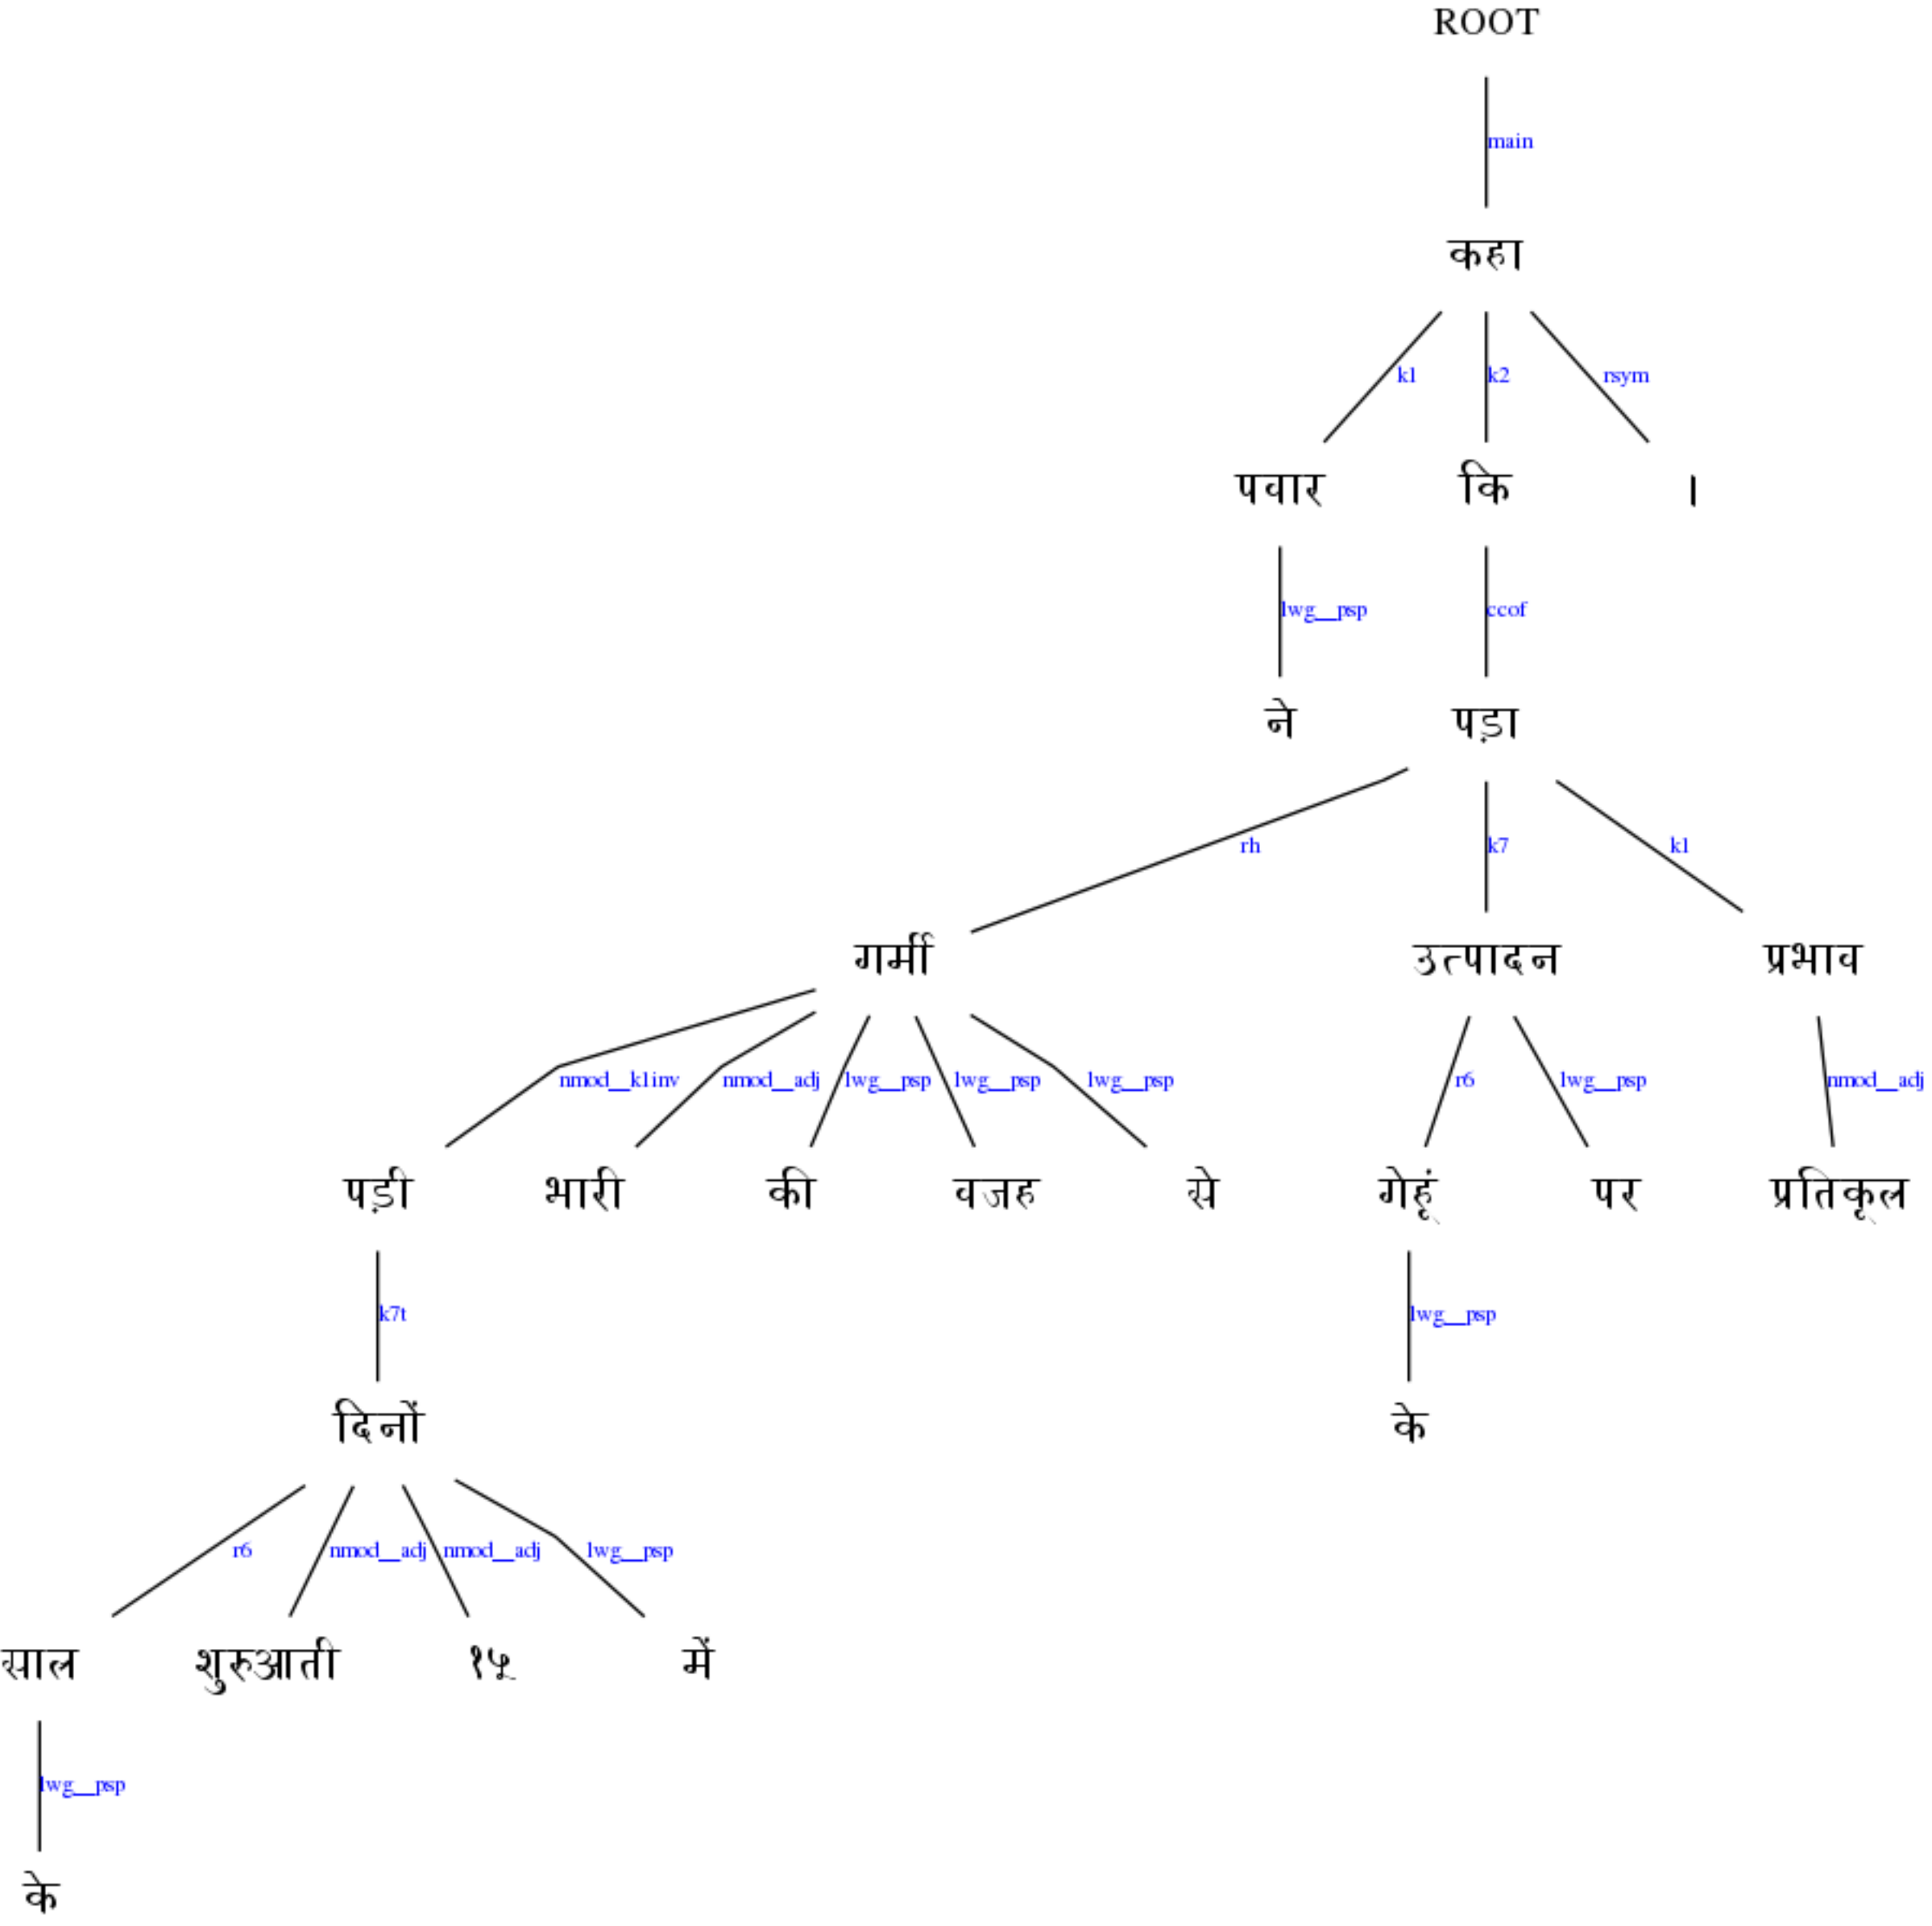 ROOT
main
कहा
k1 k2 rsym
पवार कि ।
lwg__psp ccof
ने पड़ा
rh k7 k1
गर्मी उत्पादन प्रभाव
nmod__k1inv nmod__adj lwg__psp lwg__psp lwg__psp r6 lwg__psp nmod__adj
पड़ी भारी की वजह से गेहूं पर प्रतिकूल
k7t lwg__psp
दिनों के
r6 nmod__adj nmod__adj lwg__psp
साल शुरुआती १५ में
lwg__psp
के